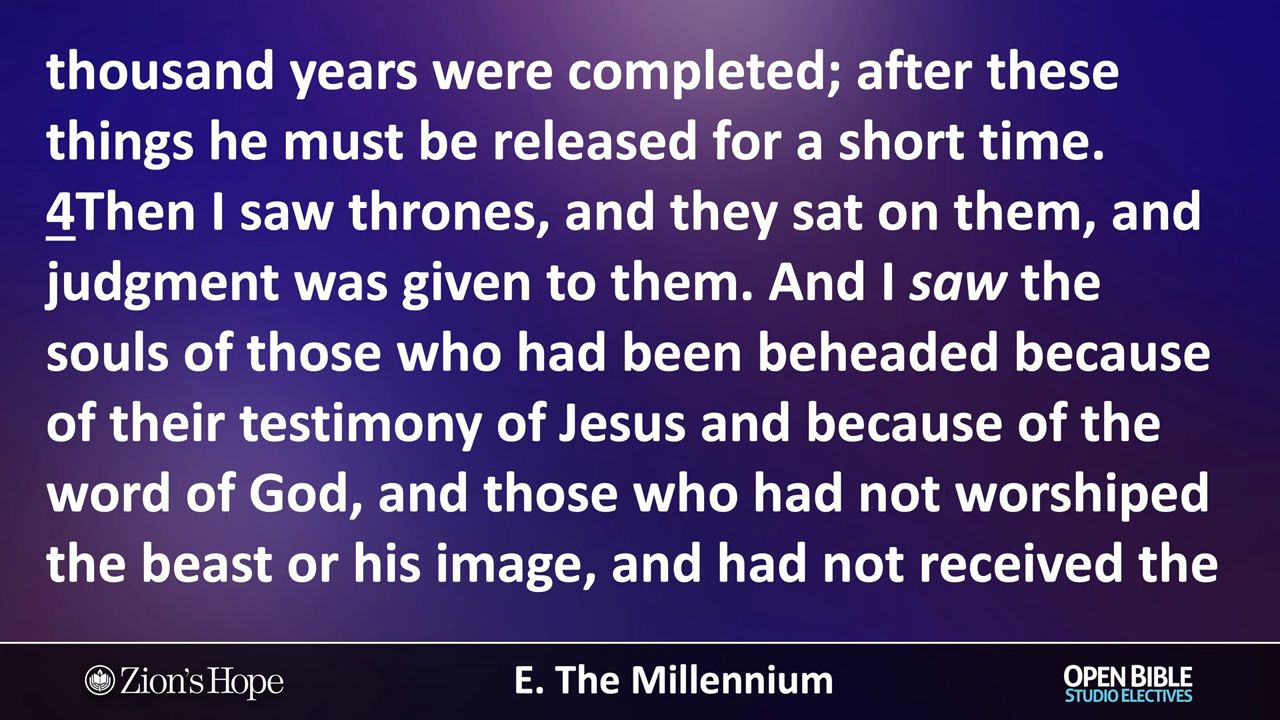 thousand years were completed; after these
things he must be released for a short time.
4Then I saw thrones, and they sat on them, and
judgment was given to them. And I saw the
souls of those who had been beheaded because
of their testimony of Jesus and because of the
word of God, and those who had not worshiped
the beast or his image, and had not received the
Zion's Hope
E. The Millennium
OPEN BIBLE
STUDIO ELECTIVES